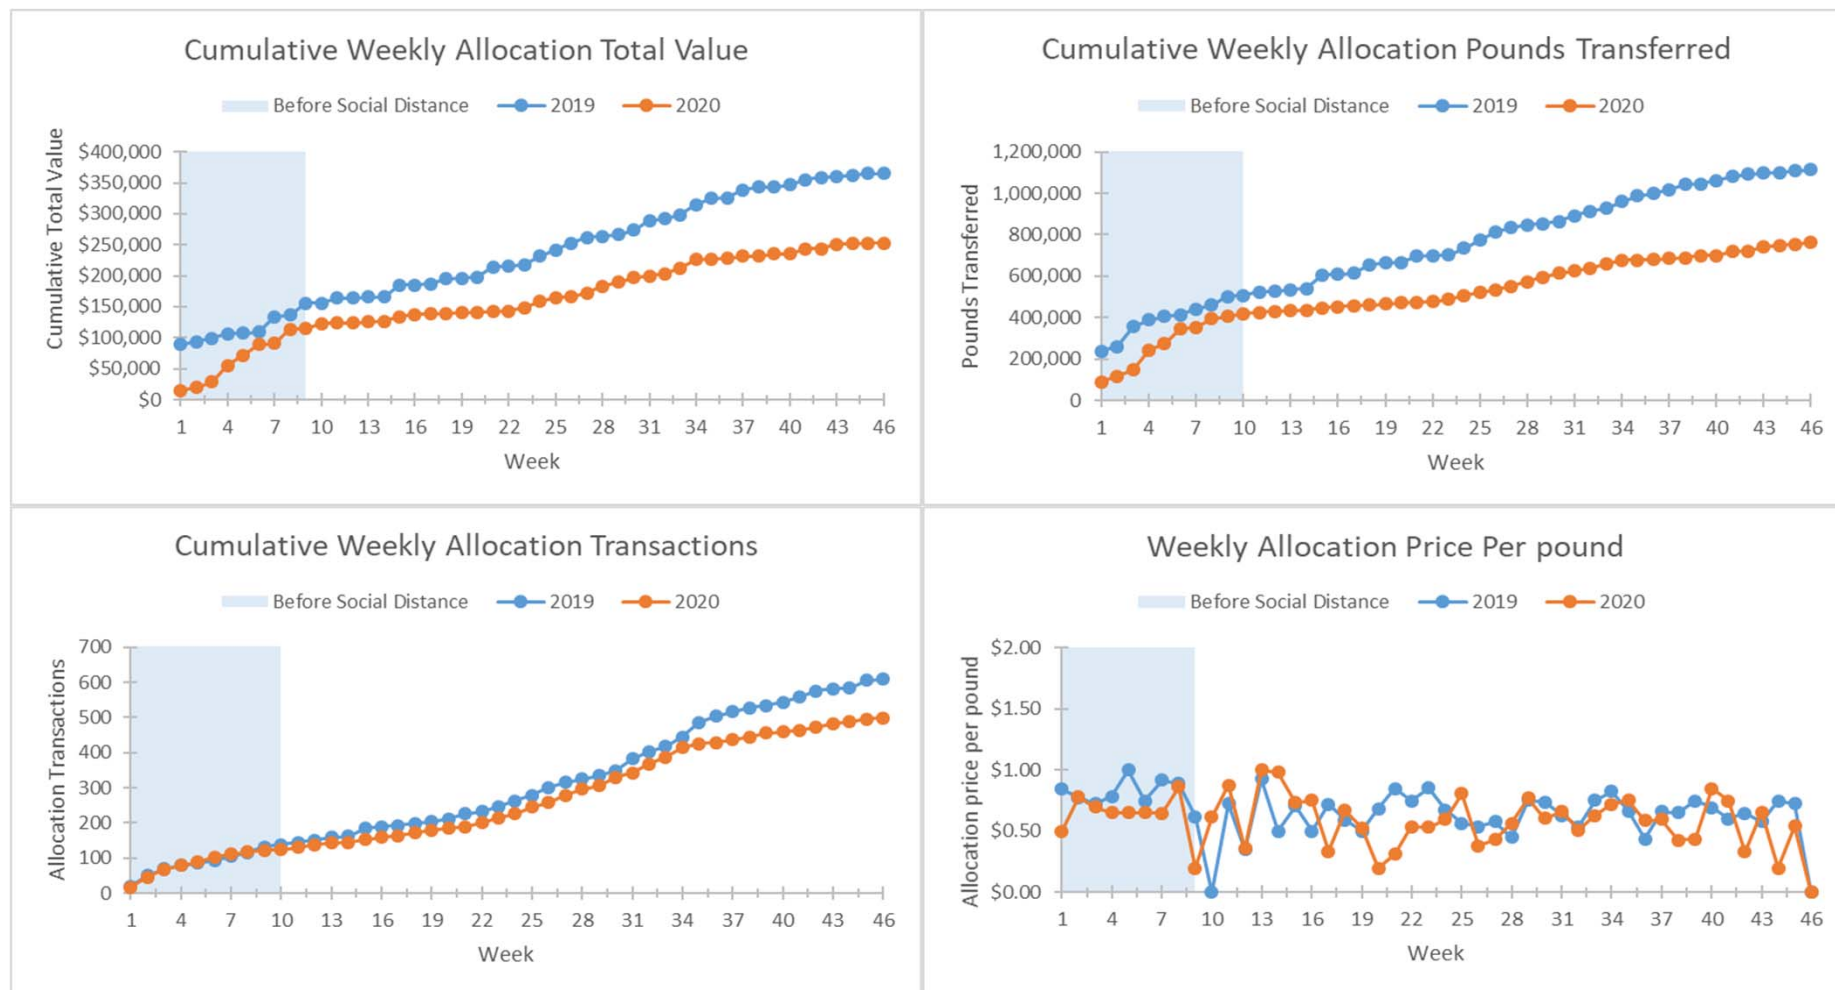 Cumulative Weekly Allocation Total Value
Before Social Distance 2019 2020
Cumulative Total Value
$400,000
$350,000
$300,000
$250,000
$200,000
$150,000
$100,000
$50,000
$0
1 4 7 10 13 16 19 22 25 28 31 34 37 40 43 46
Week
Cumulative Weekly Allocation Pounds Transferred
Before Social Distance 2019 2020
Pounds Transferred
1,200,000
1,000,000
800,000
600,000
400,000
200,000
0
1 4 7 10 13 16 19 22 25 28 31 34 37 40 43 46
Week
Cumulative Weekly Allocation Transactions
Before Social Distance 2019 2020
Allocation Transactions
700
600
500
400
300
200
100
0
1 4 7 10 13 16 19 22 25 28 31 34 37 40 43 46
Week
Weekly Allocation Price Per pound
Before Social Distance 2019 2020
Allocation price per pound
$2.00
$1.50
$1.00
$0.50
$0.00
1 4 7 10 13 16 19 22 25 28 31 34 37 40 43 46
Week